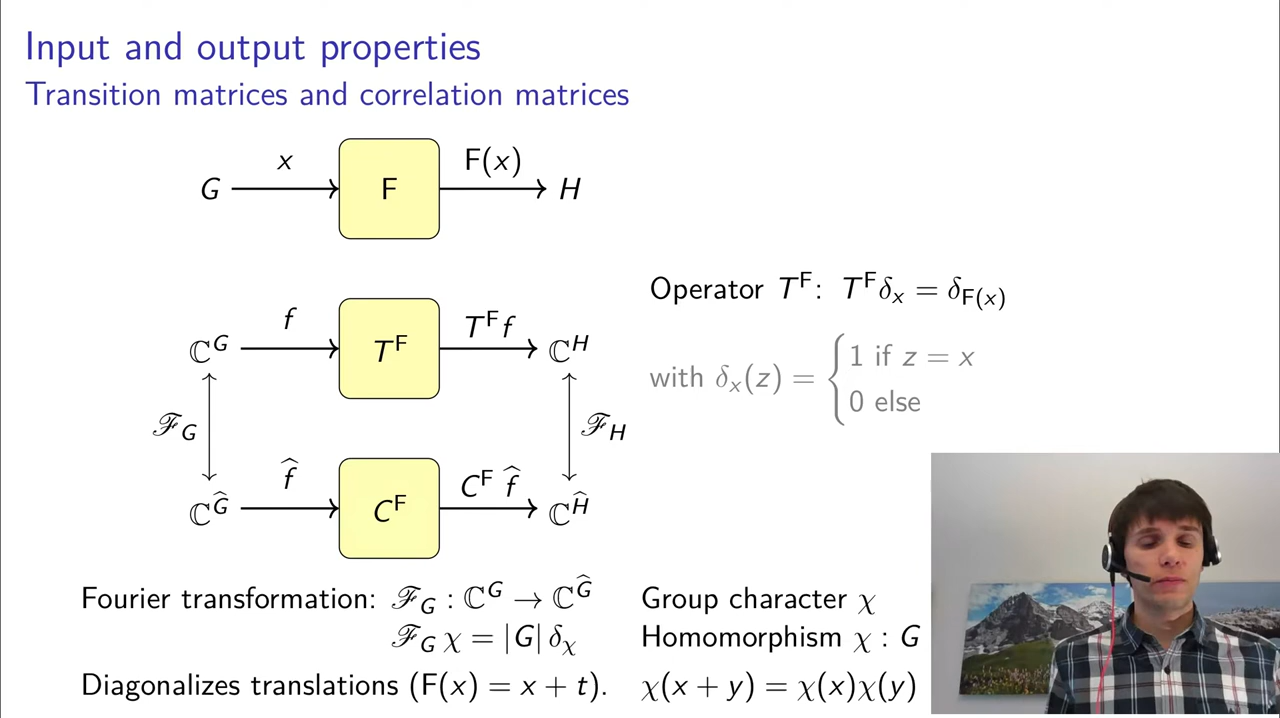 Input and output properties
Transition matrices and correlation matrices
x F(x)
G F H
Operator T^F: T^F δ_x = δ_{F(x)}
f T^F f
ℂ^G T^F ℂ^H
with δ_x(z) = { 1 if z = x
0 else
ℱ_G ℱ_H
f̂ C^F f̂
ℂ^Ĝ C^F ℂ^Ĥ
Fourier transformation: ℱ_G : ℂ^G → ℂ^Ĝ Group character χ
ℱ_G χ = |G| δ_χ Homomorphism χ : G
Diagonalizes translations (F(x) = x + t). χ(x + y) = χ(x)χ(y)